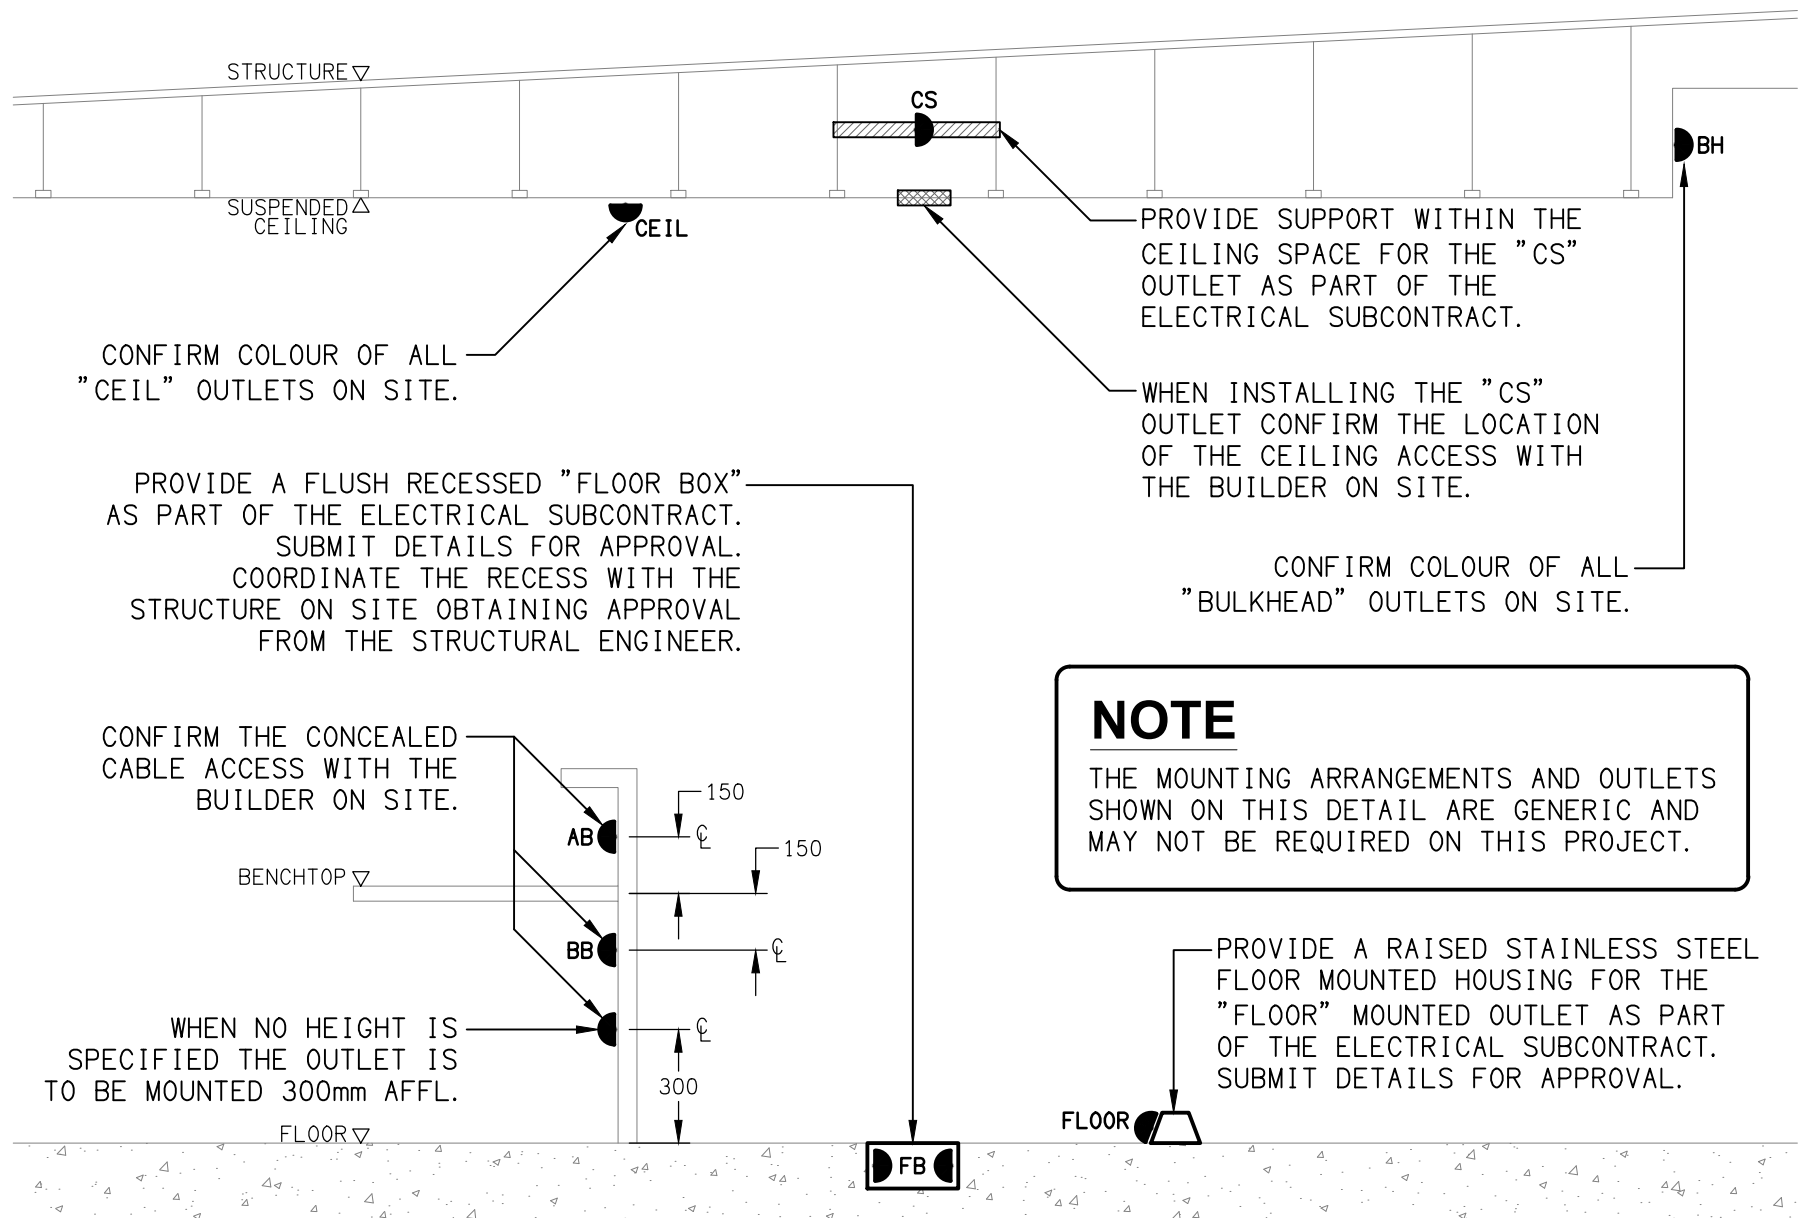 STRUCTURE
CS
BH
SUSPENDED
CEILING
CEIL
PROVIDE SUPPORT WITHIN THE
CEILING SPACE FOR THE "CS"
OUTLET AS PART OF THE
ELECTRICAL SUBCONTRACT.
CONFIRM COLOUR OF ALL
"CEIL" OUTLETS ON SITE.
WHEN INSTALLING THE "CS"
OUTLET CONFIRM THE LOCATION
OF THE CEILING ACCESS WITH
THE BUILDER ON SITE.
PROVIDE A FLUSH RECESSED "FLOOR BOX"
AS PART OF THE ELECTRICAL SUBCONTRACT.
SUBMIT DETAILS FOR APPROVAL.
COORDINATE THE RECESS WITH THE
STRUCTURE ON SITE OBTAINING APPROVAL
FROM THE STRUCTURAL ENGINEER.
CONFIRM COLOUR OF ALL
"BULKHEAD" OUTLETS ON SITE.
NOTE
THE MOUNTING ARRANGEMENTS AND OUTLETS
SHOWN ON THIS DETAIL ARE GENERIC AND
MAY NOT BE REQUIRED ON THIS PROJECT.
CONFIRM THE CONCEALED
CABLE ACCESS WITH THE
BUILDER ON SITE.
150
AB
℄
150
BENCHTOP
BB
℄
WHEN NO HEIGHT IS
SPECIFIED THE OUTLET IS
TO BE MOUNTED 300mm AFFL.
℄
300
PROVIDE A RAISED STAINLESS STEEL
FLOOR MOUNTED HOUSING FOR THE
"FLOOR" MOUNTED OUTLET AS PART
OF THE ELECTRICAL SUBCONTRACT.
SUBMIT DETAILS FOR APPROVAL.
FLOOR
FLOOR
FB